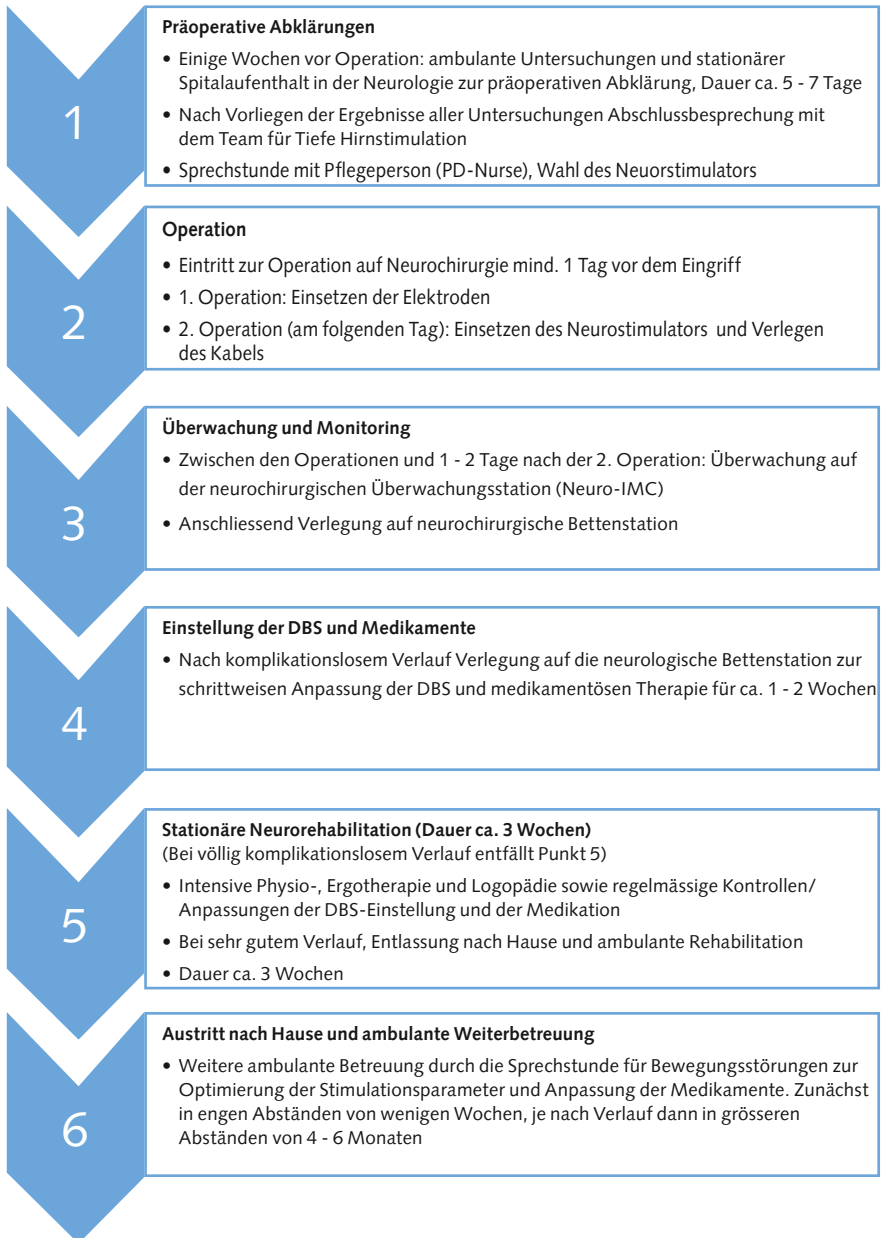 1
Präoperative Abklärungen
• Einige Wochen vor Operation: ambulante Untersuchungen und stationärer
Spitalaufenthalt in der Neurologie zur präoperativen Abklärung, Dauer ca. 5 - 7 Tage
• Nach Vorliegen der Ergebnisse aller Untersuchungen Abschlussbesprechung mit
dem Team für Tiefe Hirnstimulation
• Sprechstunde mit Pflegeperson (PD-Nurse), Wahl des Neuorstimulators
2
Operation
• Eintritt zur Operation auf Neurochirurgie mind. 1 Tag vor dem Eingriff
• 1. Operation: Einsetzen der Elektroden
• 2. Operation (am folgenden Tag): Einsetzen des Neurostimulators und Verlegen
des Kabels
3
Überwachung und Monitoring
• Zwischen den Operationen und 1 - 2 Tage nach der 2. Operation: Überwachung auf
der neurochirurgischen Überwachungsstation (Neuro-IMC)
• Anschliessend Verlegung auf neurochirurgische Bettenstation
4
Einstellung der DBS und Medikamente
• Nach komplikationslosem Verlauf Verlegung auf die neurologische Bettenstation zur
schrittweisen Anpassung der DBS und medikamentösen Therapie für ca. 1 - 2 Wochen
5
Stationäre Neurorehabilitation (Dauer ca. 3 Wochen)
(Bei völlig komplikationslosem Verlauf entfällt Punkt 5)
• Intensive Physio-, Ergotherapie und Logopädie sowie regelmässige Kontrollen/
Anpassungen der DBS-Einstellung und der Medikation
• Bei sehr gutem Verlauf, Entlassung nach Hause und ambulante Rehabilitation
• Dauer ca. 3 Wochen
6
Austritt nach Hause und ambulante Weiterbetreuung
• Weitere ambulante Betreuung durch die Sprechstunde für Bewegungsstörungen zur
Optimierung der Stimulationsparameter und Anpassung der Medikamente. Zunächst
in engen Abständen von wenigen Wochen, je nach Verlauf dann in grösseren
Abständen von 4 - 6 Monaten